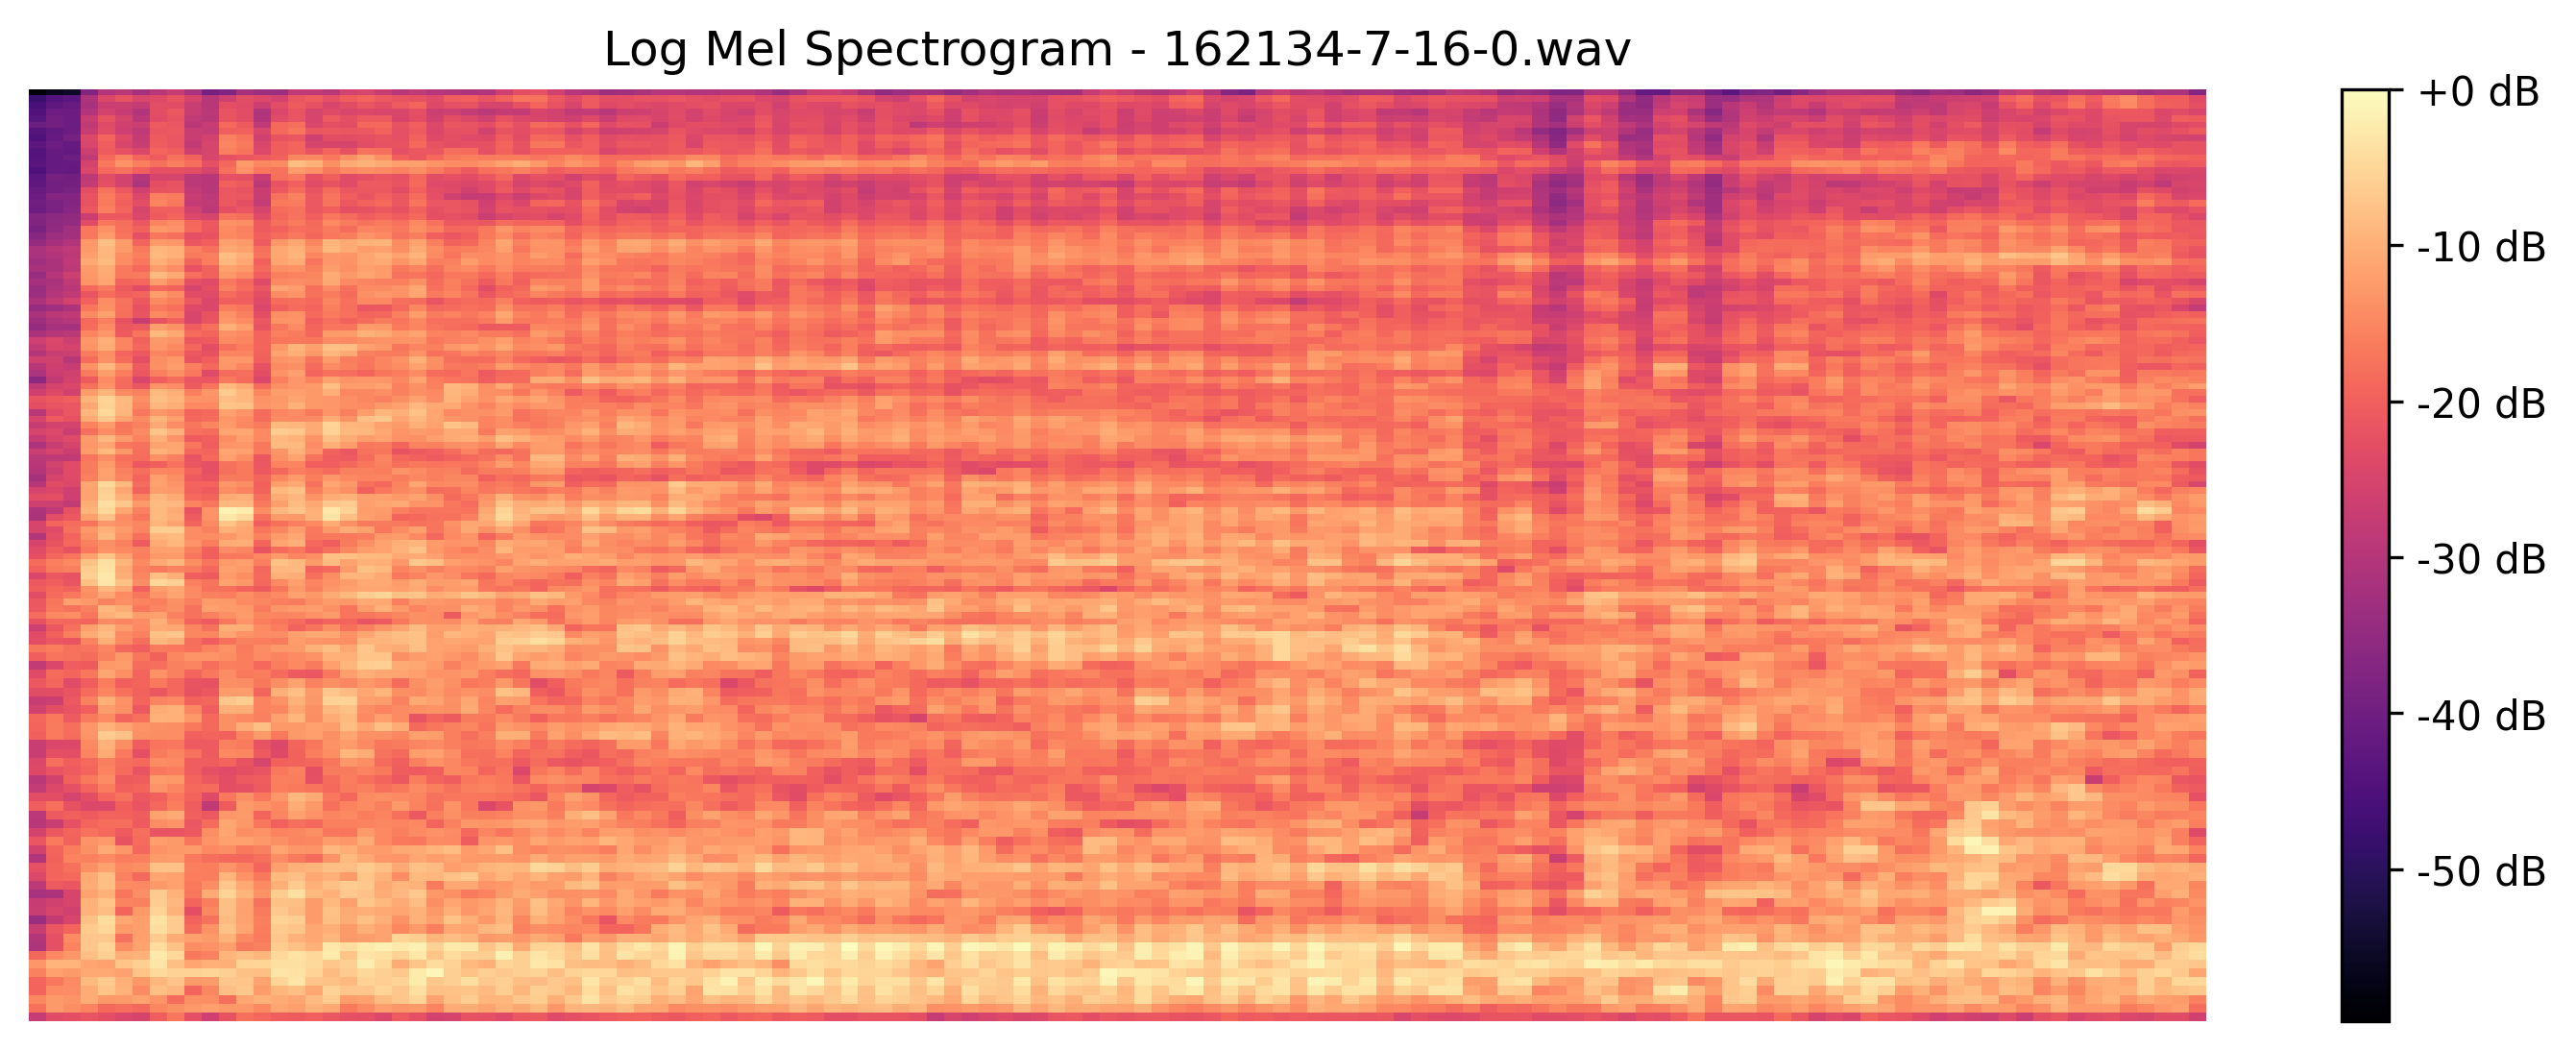 Log Mel Spectrogram - 162134-7-16-0.wav
+0 dB
-10 dB
-20 dB
-30 dB
-40 dB
-50 dB